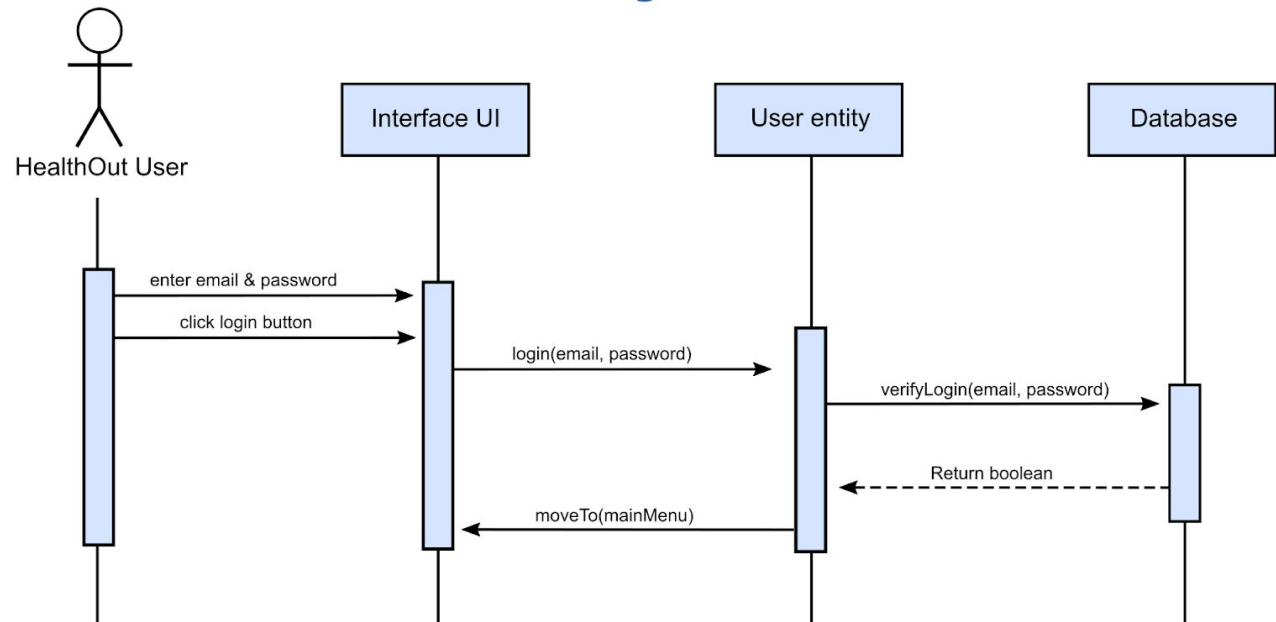 HealthOut User
Interface UI
User entity
Database
enter email & password
click login button
login(email, password)
verifyLogin(email, password)
Return boolean
moveTo(mainMenu)